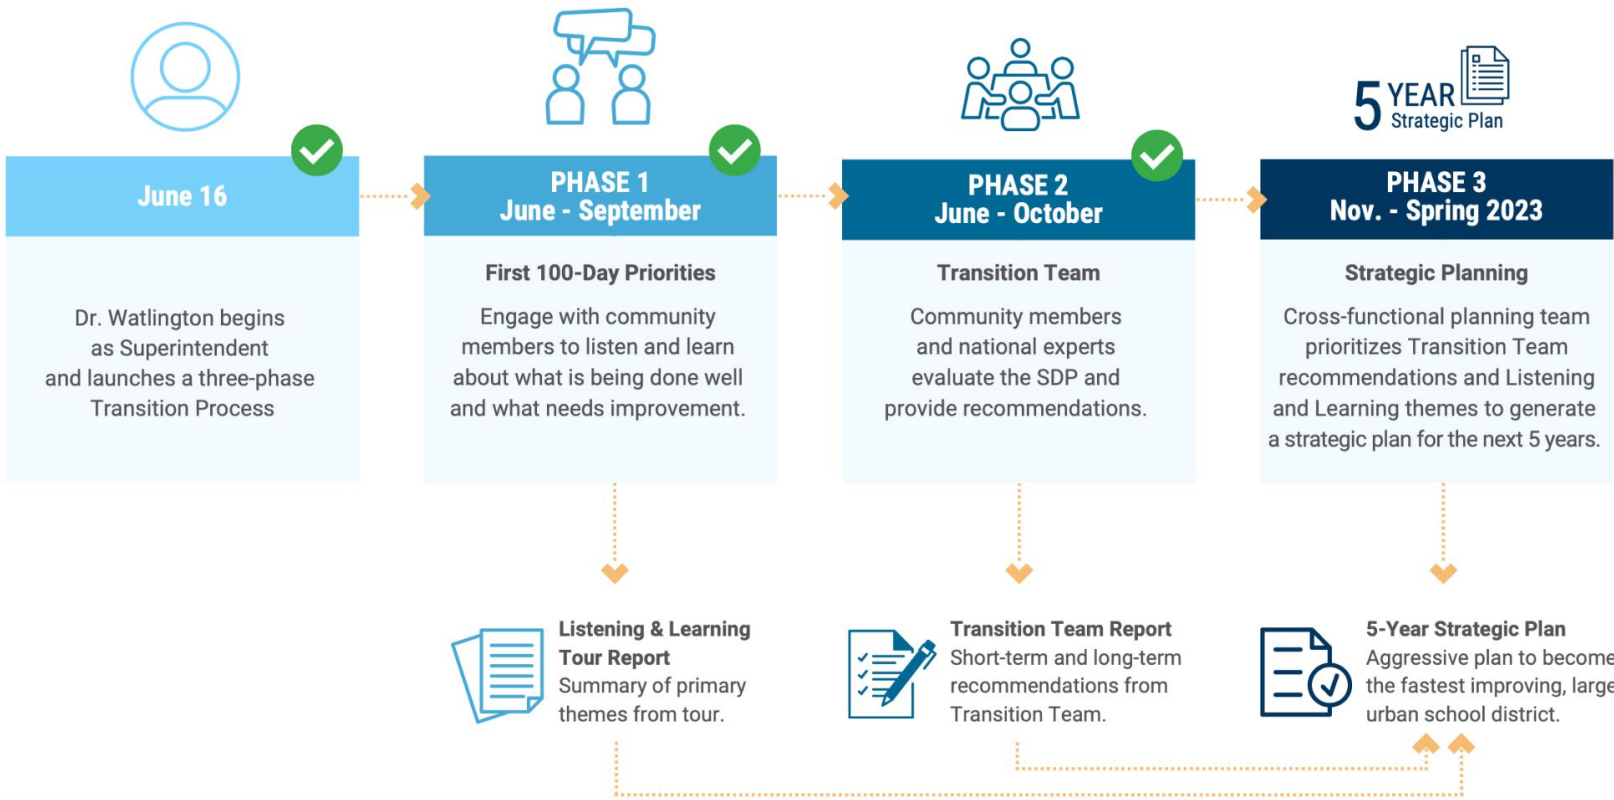 5 YEAR
Strategic Plan
June 16
PHASE 1
June - September
PHASE 2
June - October
PHASE 3
Nov. - Spring 2023
Dr. Watlington begins
as Superintendent
and launches a three-phase
Transition Process
First 100-Day Priorities
Engage with community
members to listen and learn
about what is being done well
and what needs improvement.
Transition Team
Community members
and national experts
evaluate the SDP and
provide recommendations.
Strategic Planning
Cross-functional planning team
prioritizes Transition Team
recommendations and Listening
and Learning themes to generate
a strategic plan for the next 5 years.
Listening & Learning
Tour Report
Summary of primary
themes from tour.
Transition Team Report
Short-term and long-term
recommendations from
Transition Team.
5-Year Strategic Plan
Aggressive plan to become
the fastest improving, large
urban school district.